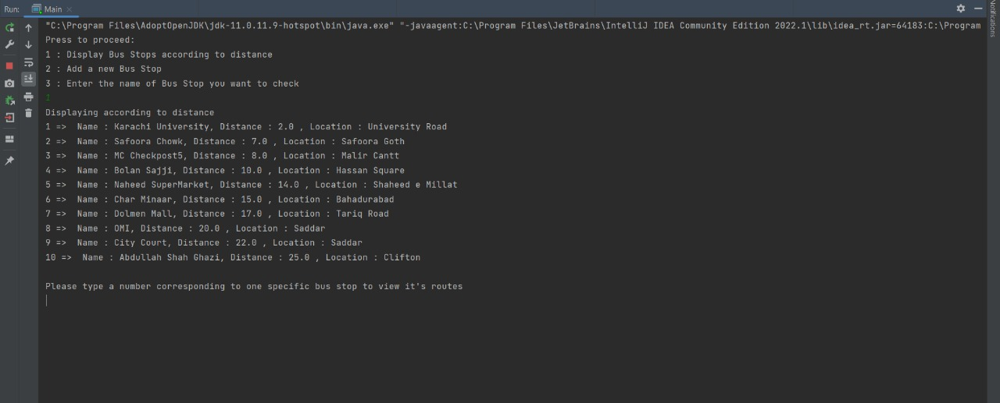 Run: Main
"C:\Program Files\AdoptOpenJDK\jdk-11.0.11.9-hotspot\bin\java.exe" "-javaagent:C:\Program Files\JetBrains\IntelliJ IDEA Community Edition 2022.1\lib\idea_rt.jar=64183:C:\Program
Press to proceed:
1 : Display Bus Stops according to distance
2 : Add a new Bus Stop
3 : Enter the name of Bus Stop you want to check
1
Displaying according to distance
1 =>  Name : Karachi University, Distance : 2.0 , Location : University Road
2 =>  Name : Safoora Chowk, Distance : 7.0 , Location : Safoora Goth
3 =>  Name : MC Checkpost5, Distance : 8.0 , Location : Malir Cantt
4 =>  Name : Bolan Sajji, Distance : 10.0 , Location : Hassan Square
5 =>  Name : Naheed SuperMarket, Distance : 14.0 , Location : Shaheed e Millat
6 =>  Name : Char Minaar, Distance : 15.0 , Location : Bahadurabad
7 =>  Name : Dolmen Mall, Distance : 17.0 , Location : Tariq Road
8 =>  Name : OMI, Distance : 20.0 , Location : Saddar
9 =>  Name : City Court, Distance : 22.0 , Location : Saddar
10 =>  Name : Abdullah Shah Ghazi, Distance : 25.0 , Location : Clifton
Please type a number corresponding to one specific bus stop to view it's routes
Notifications